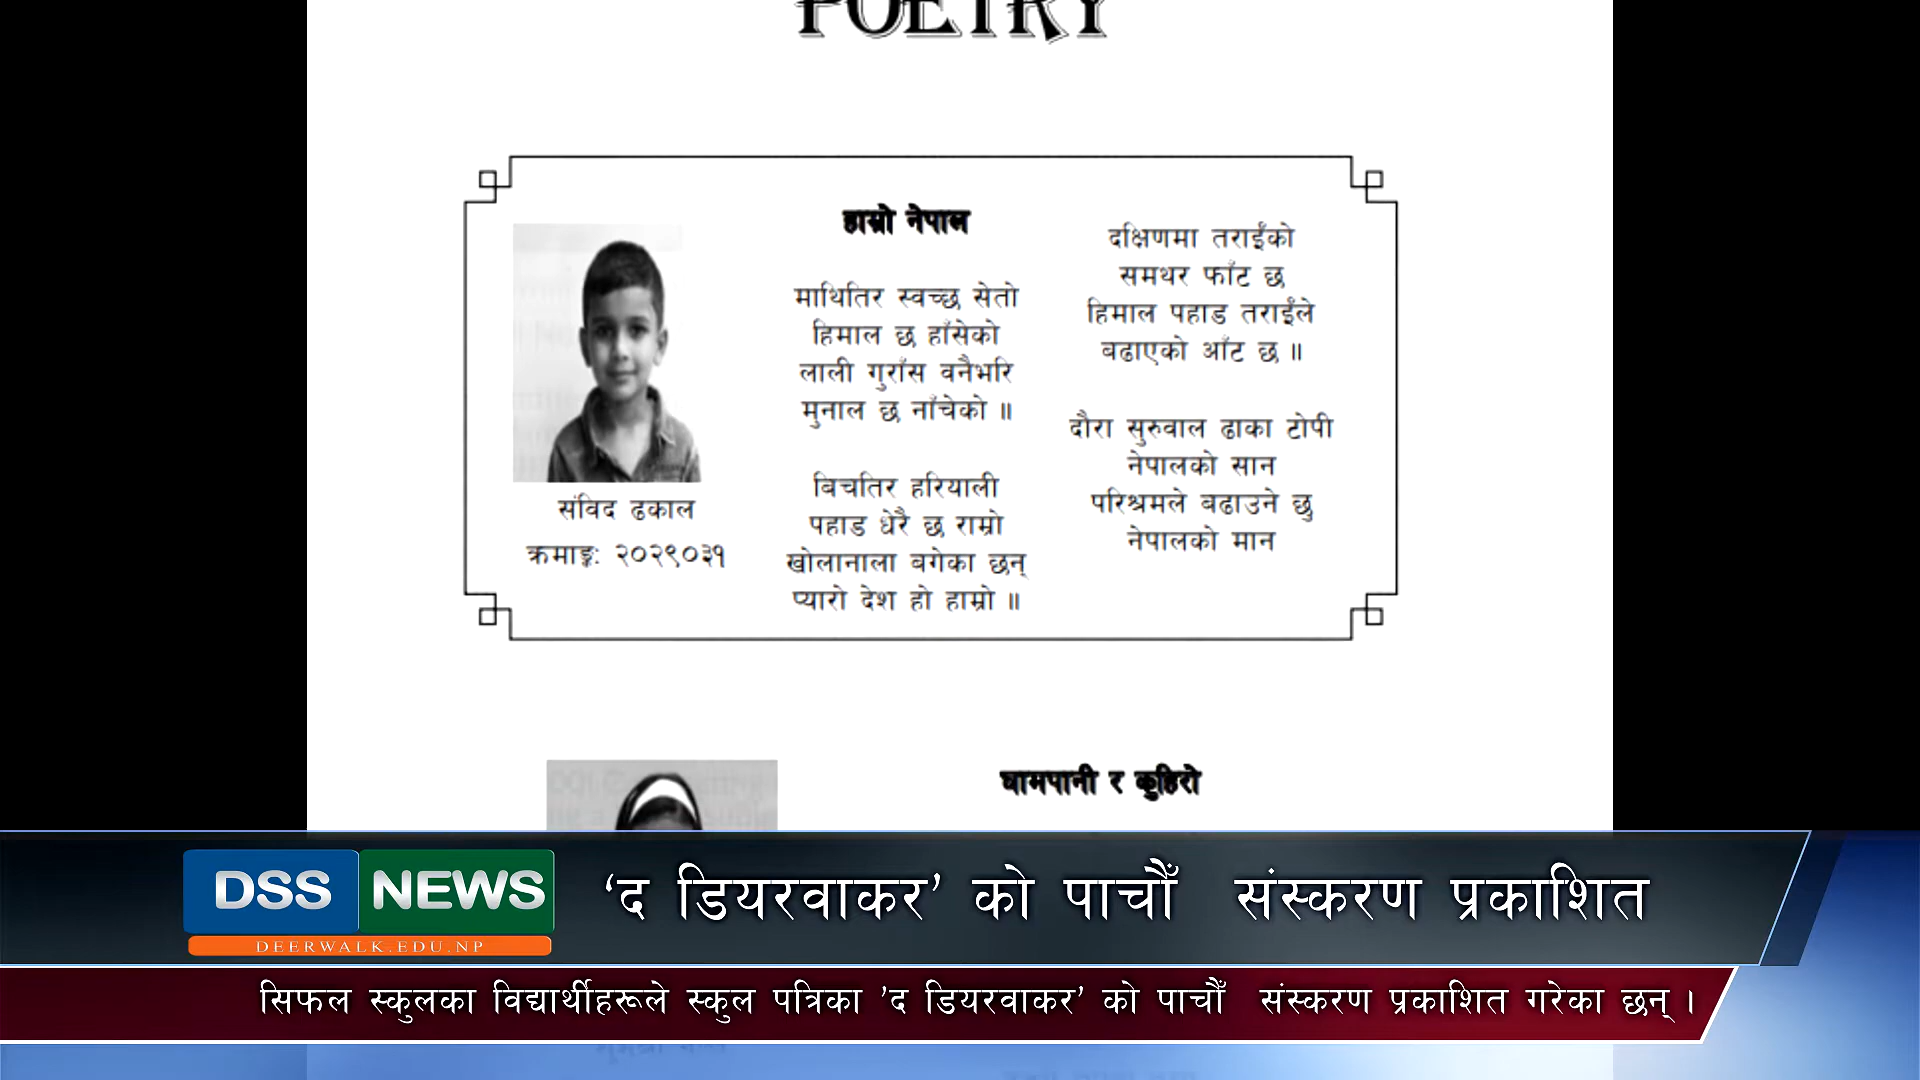 POETRY
हाम्रो नेपाल
माथितिर स्वच्छ सेतो
हिमाल छ हाँसेको
लाली गुराँस वनैभरि
मुनाल छ नाँचेको ॥
बिचतिर हरियाली
पहाड धेरै छ राम्रो
खोलानाला बगेका छन्
प्यारो देश हो हाम्रो ॥
दक्षिणमा तराईंको
समथर फाँट छ
हिमाल पहाड तराईंले
बढाएको आँट छ ॥
दौरा सुरुवाल ढाका टोपी
नेपालको सान
परिश्रमले बढाउने छु
नेपालको मान
संविद ढकाल
क्रमाङ्क: २०२९०३१
घामपानी र कुहिरो
DSS NEWS
DEERWALK.EDU.NP
‘द डियरवाकर’ को पाचौँ संस्करण प्रकाशित
सिफल स्कुलका विद्यार्थीहरूले स्कुल पत्रिका ’द डियरवाकर’ को पाचौँ संस्करण प्रकाशित गरेका छन् ।